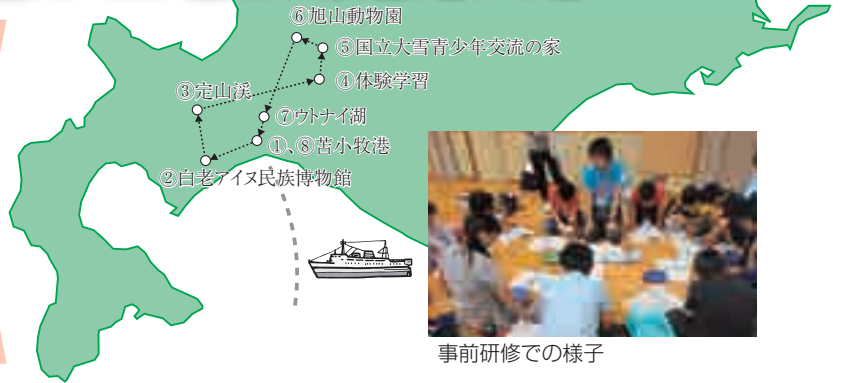 ⑥旭山動物園
⑤国立大雪青少年交流の家
④体験学習
③定山渓
⑦ウトナイ湖
①、⑧苫小牧港
②白老アイヌ民族博物館
事前研修での様子